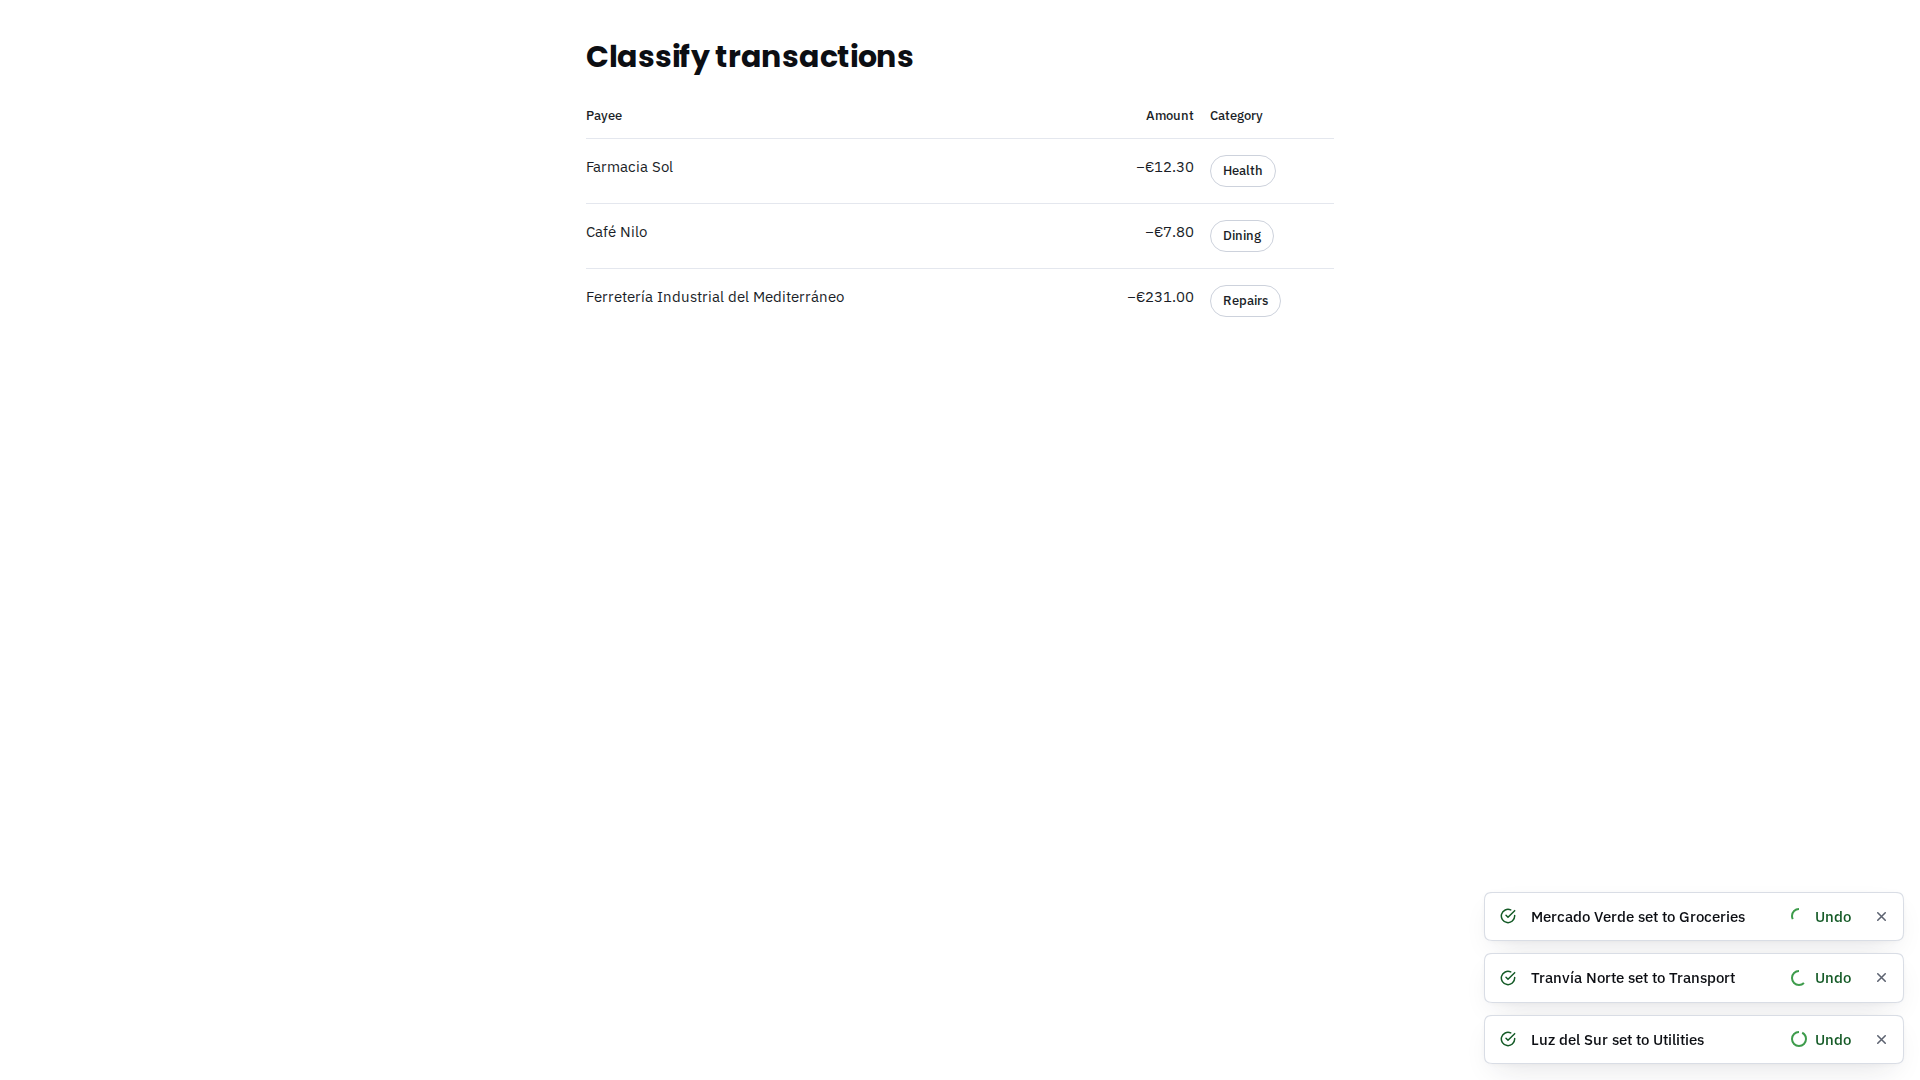 Classify transactions
Payee Amount Category
Farmacia Sol −€12.30 Health
Café Nilo −€7.80 Dining
Ferretería Industrial del Mediterráneo −€231.00 Repairs
Mercado Verde set to Groceries Undo
Tranvía Norte set to Transport Undo
Luz del Sur set to Utilities Undo